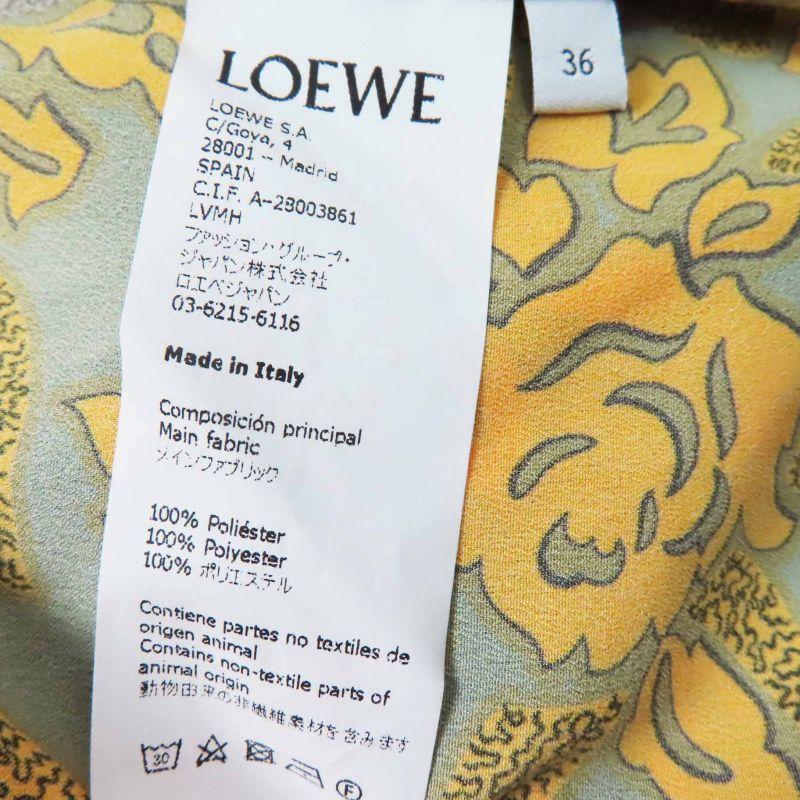 LOEWE
36
LOEWE S.A.
C/Goya, 4
28001 - Madrid
SPAIN
C.I.F. A-28003861
LVMH
ファッション・グループ・
ジャパン株式会社
ロエベジャパン
03-6215-6116
Made in Italy
Composición principal
Main fabric
メインファブリック
100% Poliéster
100% Polyester
100% ポリエステル
Contiene partes no textiles de
origen animal
Contains non-textile parts of
animal origin
動物由来の非繊維素材を含みます
30
F